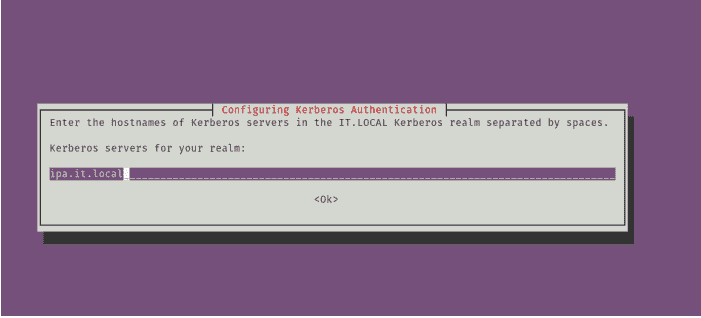 Configuring Kerberos Authentication
Enter the hostnames of Kerberos servers in the IT.LOCAL Kerberos realm separated by spaces.
Kerberos servers for your realm:
ipa.it.local
<Ok>